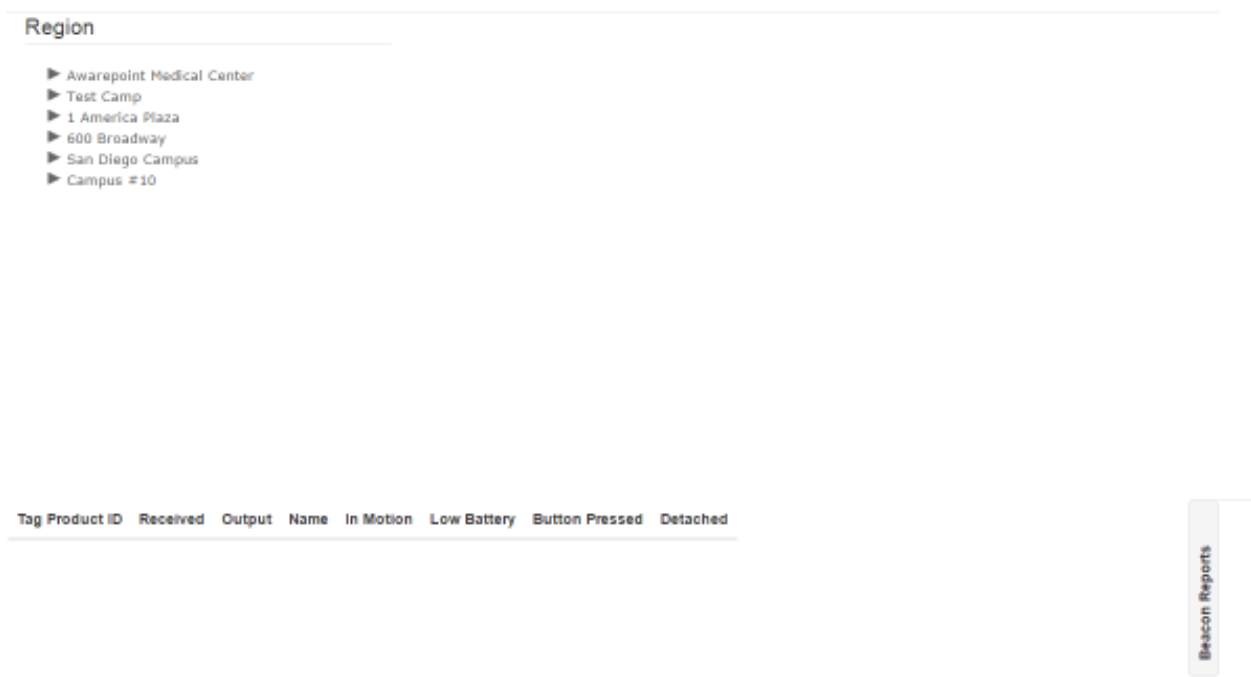 Region
Awarepoint Medical Center
Test Camp
1 America Plaza
600 Broadway
San Diego Campus
Campus #10
Tag Product ID Received Output Name In Motion Low Battery Button Pressed Detached
Beacon Reports